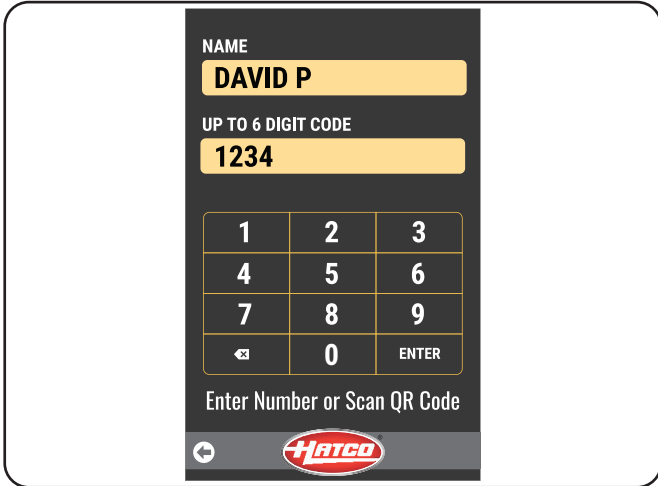 NAME
DAVID P
UP TO 6 DIGIT CODE
1234
1 2 3
4 5 6
7 8 9
0 ENTER
Enter Number or Scan QR Code
HATCO